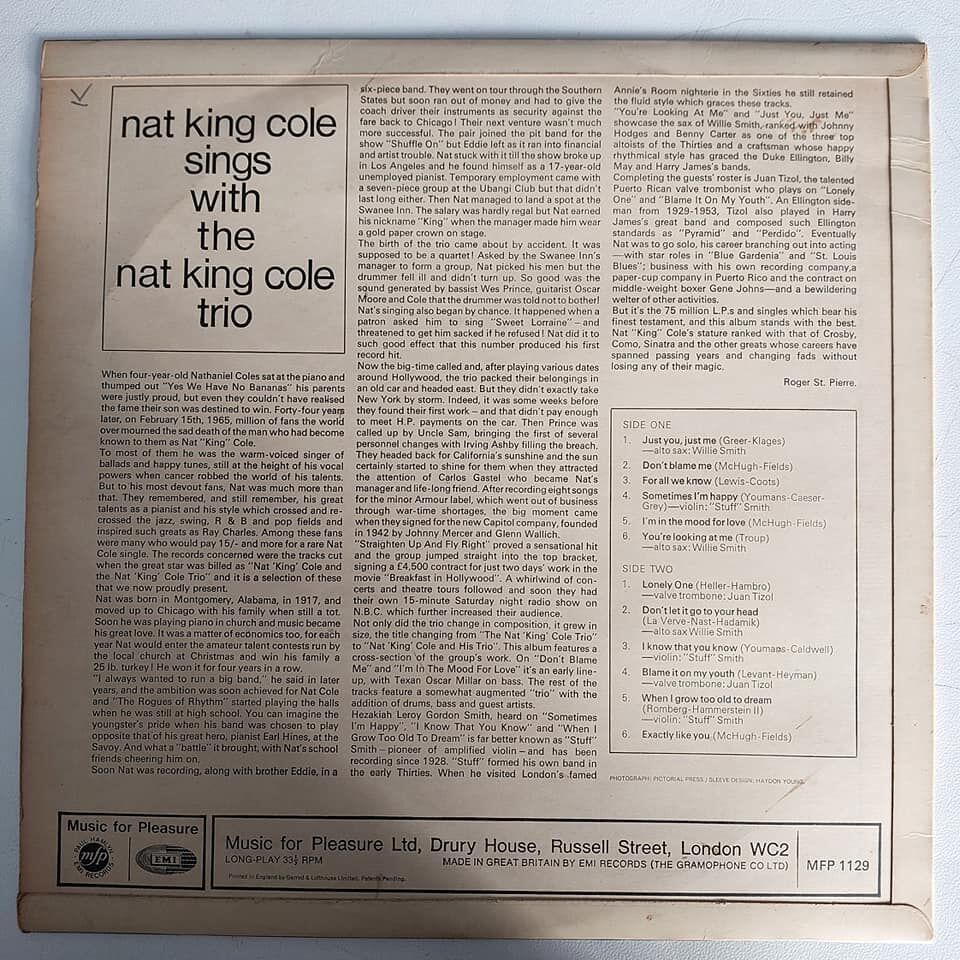 nat king cole
sings
with
the
nat king cole
trio
When four-year-old Nathaniel Coles sat at the piano and
thumped out "Yes We Have No Bananas" his parents
were justly proud, but even they couldn't have realised
the fame their son was destined to win. Forty-four years
later, on February 15th, 1965, million of fans the world
over mourned the sad death of the man who had become
known to them as Nat "King" Cole.
To most of them he was the warm-voiced singer of
ballads and happy tunes, still at the height of his vocal
powers when cancer robbed the world of his talents.
But to his most devout fans, Nat was much more than
that. They remembered, and still remember, his great
talents as a pianist and his style which crossed and re-
crossed the jazz, swing, R & B and pop fields and
inspired such greats as Ray Charles. Among these fans
were many who would pay 15/- and more for a rare Nat
Cole single. The records concerned were the tracks cut
when the great star was billed as "Nat 'King' Cole and
the Nat 'King' Cole Trio" and it is a selection of these
that we now proudly present.
Nat was born in Montgomery, Alabama, in 1917, and
moved up to Chicago with his family when still a tot.
Soon he was playing piano in church and music became
his great love. It was a matter of economics too, for each
year Nat would enter the amateur talent contests run by
the local church at Christmas and win his family a
25 lb. turkey! He won it for four years in a row.
"I always wanted to run a big band," he said in later
years, and the ambition was soon achieved for Nat Cole
and "The Rogues of Rhythm" started playing the halls
when he was still at high school. You can imagine the
youngster's pride when his band was chosen to play
opposite that of his great hero, pianist Earl Hines, at the
Savoy. And what a "battle" it brought, with Nat's school
friends cheering him on.
Soon Nat was recording, along with brother Eddie, in a
six-piece band. They went on tour through the Southern
States but soon ran out of money and had to give the
coach driver their instruments as security against the
fare back to Chicago! Their next venture wasn't much
more successful. The pair joined the pit band for the
show "Shuffle On" but Eddie left as it ran into financial
and artist trouble. Nat stuck with it till the show broke up
in Los Angeles and he found himself as a 17-year-old
unemployed pianist. Temporary employment came with
a seven-piece group at the Ubangi Club but that didn't
last long either. Then Nat managed to land a spot at the
Swanee Inn. The salary was hardly regal but Nat earned
his nickname "King" when the manager made him wear
a gold paper crown on stage.
The birth of the trio came about by accident. It was
supposed to be a quartet! Asked by the Swanee Inn's
manager to form a group, Nat picked his men but the
drummer fell ill and didn't turn up. So good was the
sound generated by bassist Wes Prince, guitarist Oscar
Moore and Cole that the drummer was told not to bother!
Nat's singing also began by chance. It happened when a
patron asked him to sing "Sweet Lorraine" – and
threatened to get him sacked if he refused! Nat did it to
such good effect that this number produced his first
record hit.
Now the big-time called and, after playing various dates
around Hollywood, the trio packed their belongings in
an old car and headed east. But they didn't exactly take
New York by storm. Indeed, it was some weeks before
they found their first work – and that didn't pay enough
to meet H.P. payments on the car. Then Prince was
called up by Uncle Sam, bringing the first of several
personnel changes with Irving Ashby filling the breach.
They headed back for California's sunshine and the sun
certainly started to shine for them when they attracted
the attention of Carlos Gastel who became Nat's
manager and life-long friend. After recording eight songs
for the minor Armour label, which went out of business
through war-time shortages, the big moment came
when they signed for the new Capitol company, founded
in 1942 by Johnny Mercer and Glenn Wallich.
"Straighten Up And Fly Right" proved a sensational hit
and the group jumped straight into the top bracket,
signing a £4,500 contract for just two days' work in the
movie "Breakfast in Hollywood". A whirlwind of con-
certs and theatre tours followed and soon they had
their own 15-minute Saturday night radio show on
N.B.C. which further increased their audience.
Not only did the trio change in composition, it grew in
size, the title changing from "The Nat 'King' Cole Trio"
to "Nat 'King' Cole and His Trio". This album features a
cross-section of the group's work. On "Don't Blame
Me" and "I'm In The Mood For Love" it's an early line-
up, with Texan Oscar Millar on bass. The rest of the
tracks feature a somewhat augmented "trio" with the
addition of drums, bass and guest artists.
Hezakiah Leroy Gordon Smith, heard on "Sometimes
I'm Happy", "I Know That You Know" and "When I
Grow Too Old To Dream" is far better known as "Stuff"
Smith – pioneer of amplified violin – and has been
recording since 1928. "Stuff" formed his own band in
the early Thirties. When he visited London's famed
Annie's Room nighterie in the Sixties he still retained
the fluid style which graces these tracks.
"You're Looking At Me" and "Just You, Just Me"
showcase the sax of Willie Smith, ranked with Johnny
Hodges and Benny Carter as one of the three top
altoists of the Thirties and a craftsman whose happy
rhythmical style has graced the Duke Ellington, Billy
May and Harry James's bands.
Completing the guests' roster is Juan Tizol, the talented
Puerto Rican valve trombonist who plays on "Lonely
One" and "Blame It On My Youth". An Ellington side-
man from 1929-1953, Tizol also played in Harry
James's great band and composed such Ellington
standards as "Pyramid" and "Perdido". Eventually
Nat was to go solo, his career branching out into acting
—with star roles in "Blue Gardenia" and "St. Louis
Blues"; business with his own recording company, a
paper-cup company in Puerto Rico and the contract on
middle-weight boxer Gene Johns—and a bewildering
welter of other activities.
But it's the 75 million L.P.s and singles which bear his
finest testament, and this album stands with the best.
Nat "King" Cole's stature ranked with that of Crosby,
Como, Sinatra and the other greats whose careers have
spanned passing years and changing fads without
losing any of their magic.
Roger St. Pierre.
SIDE ONE
1. Just you, just me (Greer-Klages)
—alto sax: Willie Smith
2. Don't blame me (McHugh-Fields)
3. For all we know (Lewis-Coots)
4. Sometimes I'm happy (Youmans-Caeser-
Grey)—violin: "Stuff" Smith
5. I'm in the mood for love (McHugh-Fields)
6. You're looking at me (Troup)
—alto sax: Willie Smith
SIDE TWO
1. Lonely One (Heller-Hambro)
—valve trombone: Juan Tizol
2. Don't let it go to your head
(La Verve-Nast-Hadamik)
—alto sax Willie Smith
3. I know that you know (Youmans-Caldwell)
—violin: "Stuff" Smith
4. Blame it on my youth (Levant-Heyman)
—valve trombone: Juan Tizol
5. When I grow too old to dream
(Romberg-Hammerstein II)
—violin: "Stuff" Smith
6. Exactly like you (McHugh-Fields)
PHOTOGRAPH: PICTORIAL PRESS / SLEEVE DESIGN: HAYDON YOUNG.
Music for Pleasure
PAUL HAMLYN
mfp
EMI RECORDS
EMI
Music for Pleasure Ltd, Drury House, Russell Street, London WC2
LONG-PLAY 33⅓ RPM
MADE IN GREAT BRITAIN BY EMI RECORDS (THE GRAMOPHONE CO LTD)
MFP 1129
Printed in England by Garrod & Lofthouse Limited. Patents Pending.